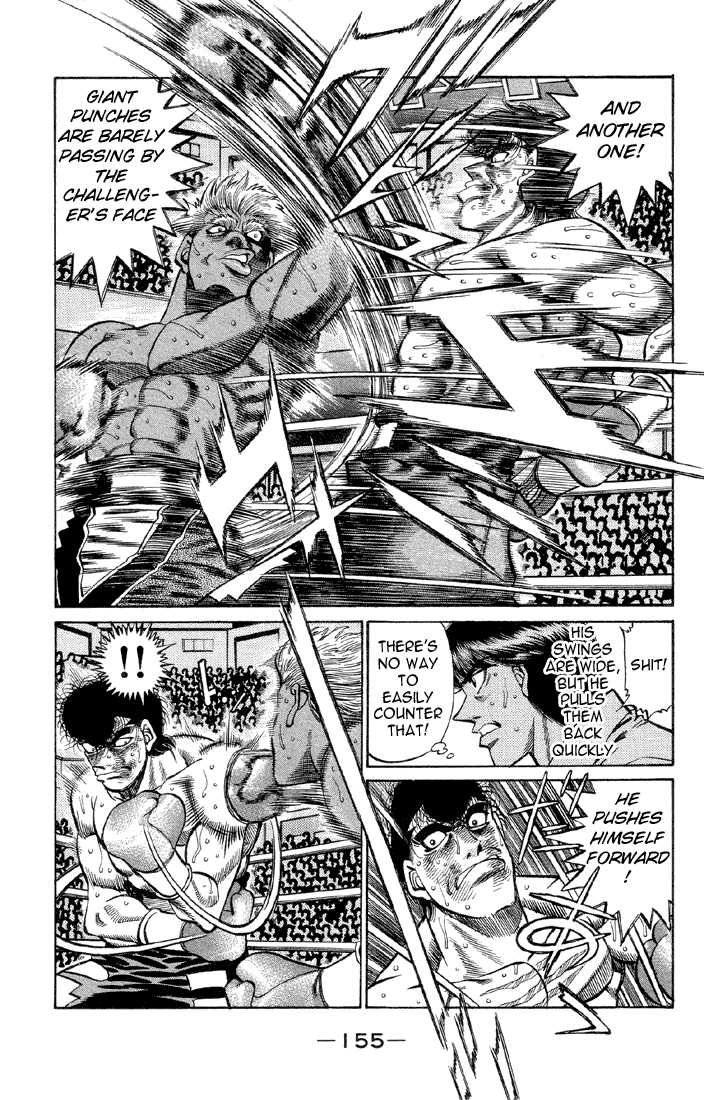 AND
ANOTHER
ONE!
GIANT
PUNCHES
ARE BARELY
PASSING BY
THE
CHALLENG-
ER'S FACE
SHIT!
HIS
SWINGS
ARE WIDE,
BUT HE
PULLS
THEM
BACK
QUICKLY
THERE'S
NO WAY
TO
EASILY
COUNTER
THAT!
!!
HE
PUSHES
HIMSELF
FORWARD
!
—155—